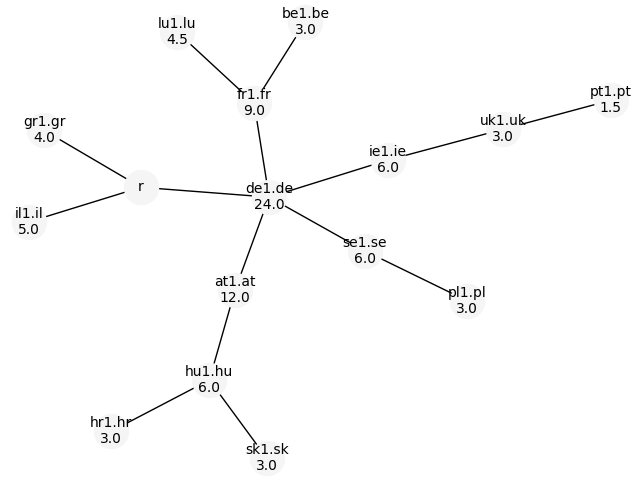 lu1.lu
4.5
be1.be
3.0
fr1.fr
9.0
pt1.pt
1.5
gr1.gr
4.0
uk1.uk
3.0
ie1.ie
6.0
r
de1.de
24.0
il1.il
5.0
se1.se
6.0
at1.at
12.0
pl1.pl
3.0
hu1.hu
6.0
hr1.hr
3.0
sk1.sk
3.0